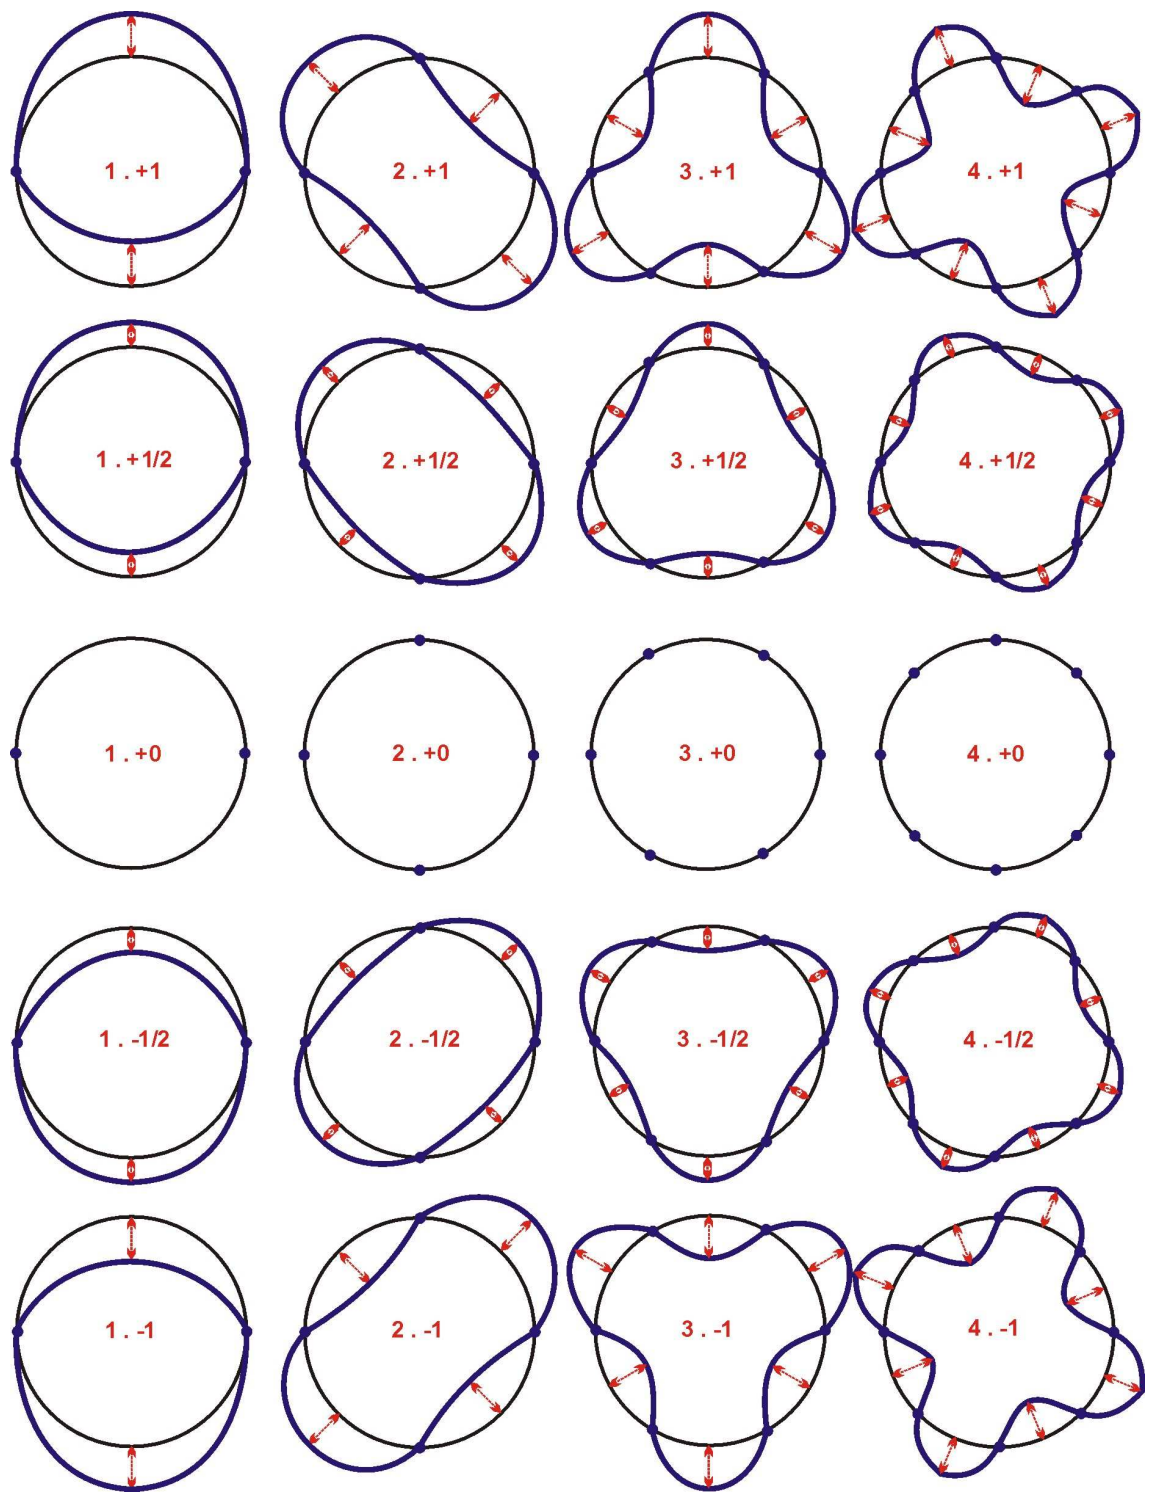 1 . +1
2 . +1
3 . +1
4 . +1
1 . +1/2
2 . +1/2
3 . +1/2
4 . +1/2
1 . +0
2 . +0
3 . +0
4 . +0
1 . -1/2
2 . -1/2
3 . -1/2
4 . -1/2
1 . -1
2 . -1
3 . -1
4 . -1